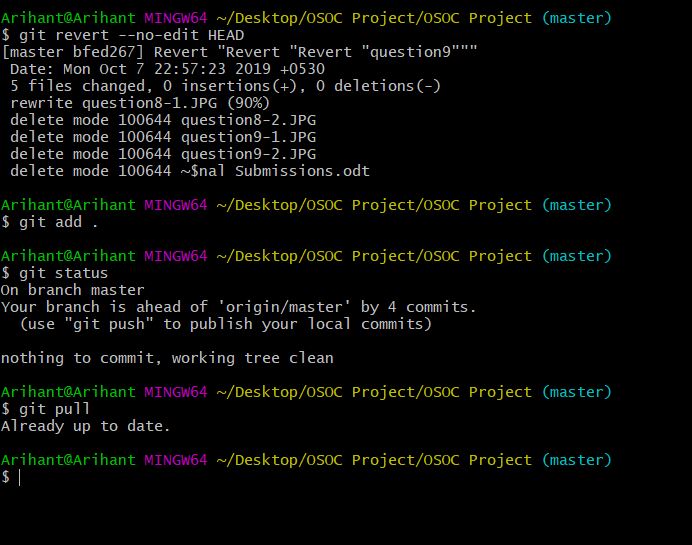 Arihant@Arihant MINGW64 ~/Desktop/OSOC Project/OSOC Project (master)
$ git revert --no-edit HEAD
[master bfed267] Revert "Revert "Revert "question9"""
 Date: Mon Oct 7 22:57:23 2019 +0530
 5 files changed, 0 insertions(+), 0 deletions(-)
 rewrite question8-1.JPG (90%)
 delete mode 100644 question8-2.JPG
 delete mode 100644 question9-1.JPG
 delete mode 100644 question9-2.JPG
 delete mode 100644 ~$nal Submissions.odt
Arihant@Arihant MINGW64 ~/Desktop/OSOC Project/OSOC Project (master)
$ git add .
Arihant@Arihant MINGW64 ~/Desktop/OSOC Project/OSOC Project (master)
$ git status
On branch master
Your branch is ahead of 'origin/master' by 4 commits.
  (use "git push" to publish your local commits)
nothing to commit, working tree clean
Arihant@Arihant MINGW64 ~/Desktop/OSOC Project/OSOC Project (master)
$ git pull
Already up to date.
Arihant@Arihant MINGW64 ~/Desktop/OSOC Project/OSOC Project (master)
$